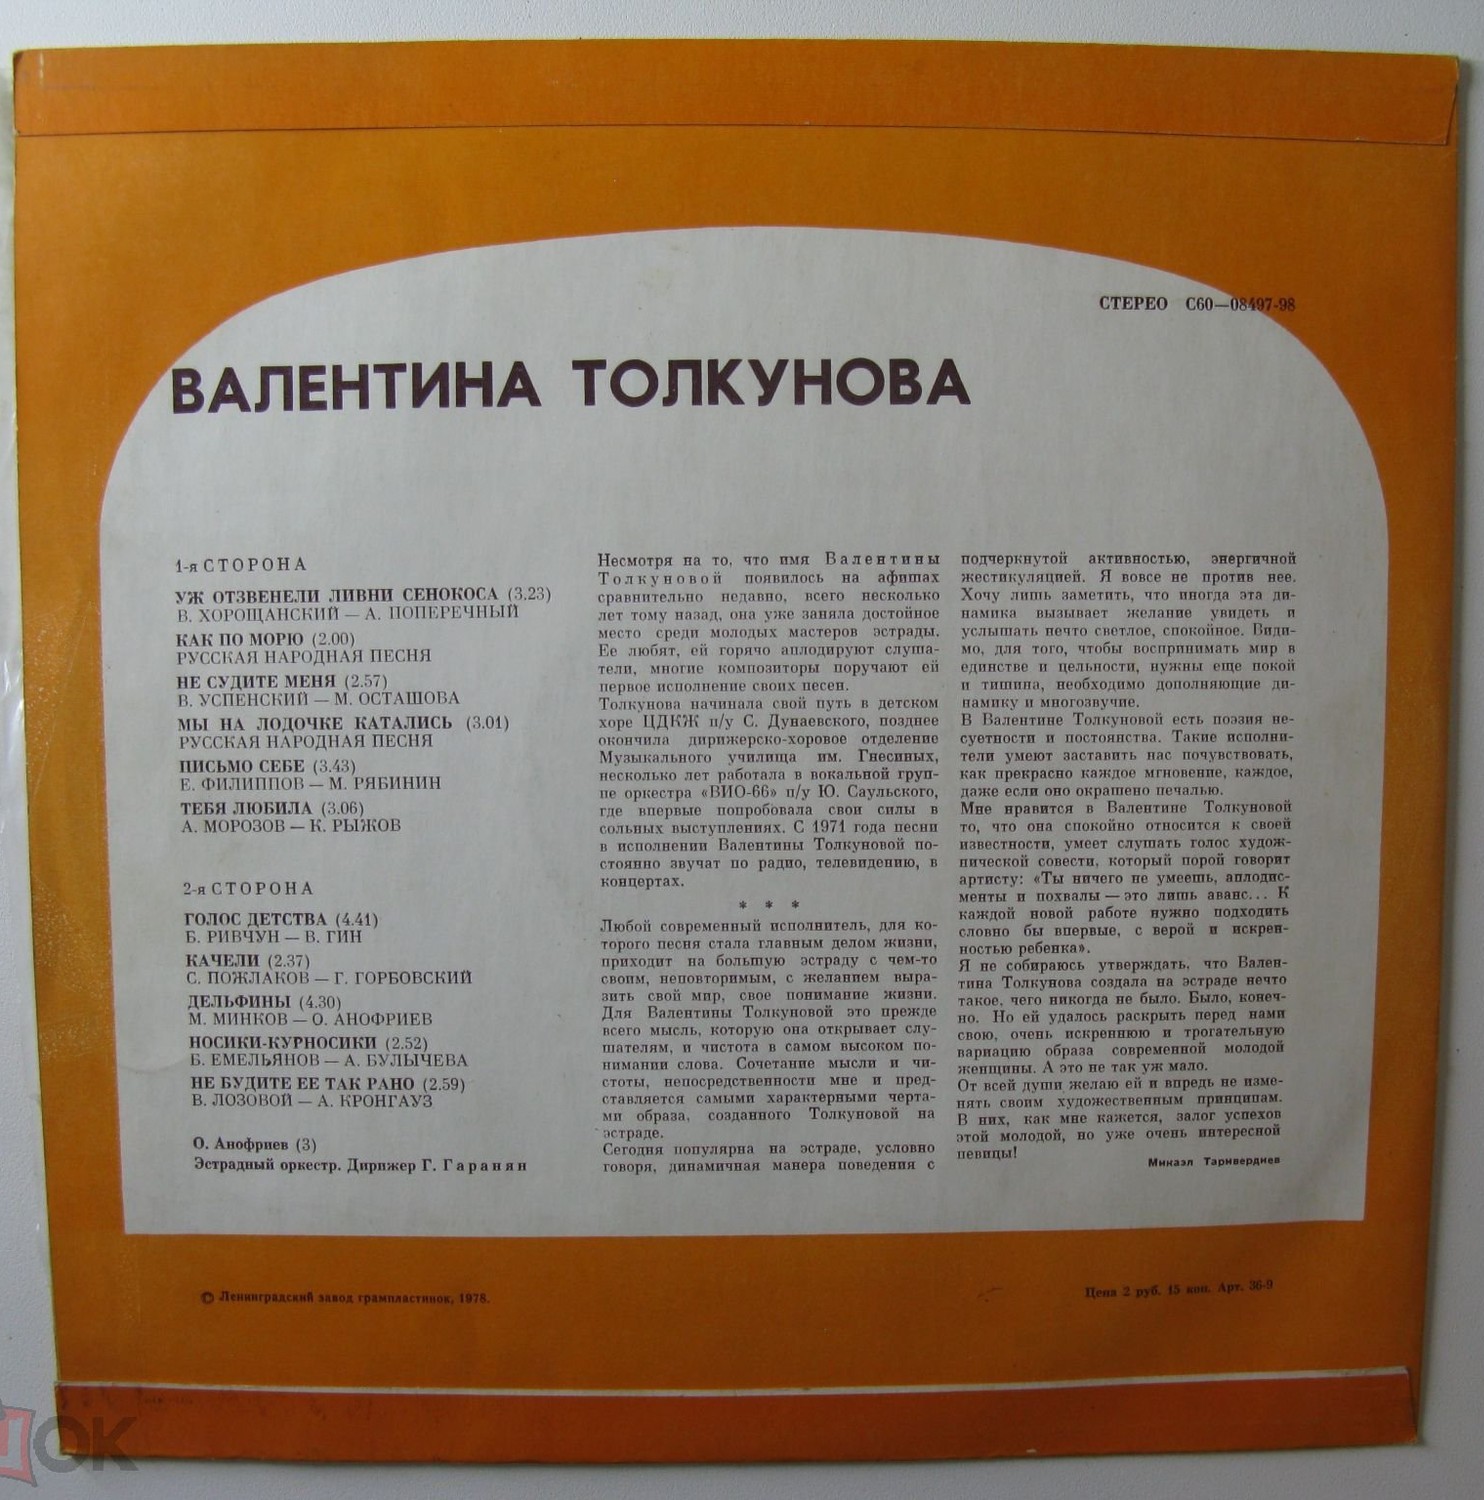 СТЕРЕО С60—08497-98
ВАЛЕНТИНА ТОЛКУНОВА
1-я СТОРОНА
УЖ ОТЗВЕНЕЛИ ЛИВНИ СЕНОКОСА (3.23)
В. ХОРОЩАНСКИЙ — А. ПОПЕРЕЧНЫЙ
КАК ПО МОРЮ (2.00)
РУССКАЯ НАРОДНАЯ ПЕСНЯ
НЕ СУДИТЕ МЕНЯ (2.57)
В. УСПЕНСКИЙ — М. ОСТАШОВА
МЫ НА ЛОДОЧКЕ КАТАЛИСЬ (3.01)
РУССКАЯ НАРОДНАЯ ПЕСНЯ
ПИСЬМО СЕБЕ (3.43)
Е. ФИЛИППОВ — М. РЯБИНИН
ТЕБЯ ЛЮБИЛА (3.06)
А. МОРОЗОВ — К. РЫЖОВ
2-я СТОРОНА
ГОЛОС ДЕТСТВА (4.41)
Б. РИВЧУН — В. ГИН
КАЧЕЛИ (2.37)
С. ПОЖЛАКОВ — Г. ГОРБОВСКИЙ
ДЕЛЬФИНЫ (4.30)
М. МИНКОВ — О. АНОФРИЕВ
НОСИКИ-КУРНОСИКИ (2.52)
Б. ЕМЕЛЬЯНОВ — А. БУЛЫЧЕВА
НЕ БУДИТЕ ЕЕ ТАК РАНО (2.59)
В. ЛОЗОВОЙ — А. КРОНГАУЗ
О. Анофриев (3)
Эстрадный оркестр. Дирижер Г. Гаранян
Несмотря на то, что имя Валентины
Толкуновой появилось на афишах
сравнительно недавно, всего несколько
лет тому назад, она уже заняла достойное
место среди молодых мастеров эстрады.
Ее любят, ей горячо аплодируют слуша-
тели, многие композиторы поручают ей
первое исполнение своих песен.
Толкунова начинала свой путь в детском
хоре ЦДКЖ п/у С. Дунаевского, позднее
окончила дирижерско-хоровое отделение
Музыкального училища им. Гнесиных,
несколько лет работала в вокальной груп-
пе оркестра «ВИО-66» п/у Ю. Саульского,
где впервые попробовала свои силы в
сольных выступлениях. С 1971 года песни
в исполнении Валентины Толкуновой по-
стоянно звучат по радио, телевидению, в
концертах.
* * *
Любой современный исполнитель, для ко-
торого песня стала главным делом жизни,
приходит на большую эстраду с чем-то
своим, неповторимым, с желанием выра-
зить свой мир, свое понимание жизни.
Для Валентины Толкуновой это прежде
всего мысль, которую она открывает слу-
шателям, и чистота в самом высоком по-
нимании слова. Сочетание мысли и чи-
стоты, непосредственности мне и пред-
ставляется самыми характерными черта-
ми образа, созданного Толкуновой на
эстраде.
Сегодня популярна на эстраде, условно
говоря, динамичная манера поведения с
подчеркнутой активностью, энергичной
жестикуляцией. Я вовсе не против нее.
Хочу лишь заметить, что иногда эта ди-
намика вызывает желание увидеть и
услышать нечто светлое, спокойное. Види-
мо, для того, чтобы воспринимать мир в
единстве и цельности, нужны еще покой
и тишина, необходимо дополняющие ди-
намику и многозвучие.
В Валентине Толкуновой есть поэзия не-
суетности и постоянства. Такие исполни-
тели умеют заставить нас почувствовать,
как прекрасно каждое мгновение, каждое,
даже если оно окрашено печалью.
Мне нравится в Валентине Толкуновой
то, что она спокойно относится к своей
известности, умеет слушать голос худож-
нической совести, который порой говорит
артисту: «Ты ничего не умеешь, аплодис-
менты и похвалы — это лишь аванс... К
каждой новой работе нужно подходить
словно бы впервые, с верой и искрен-
ностью ребенка».
Я не собираюсь утверждать, что Вален-
тина Толкунова создала на эстраде нечто
такое, чего никогда не было. Было, конеч-
но. Но ей удалось раскрыть перед нами
свою, очень искреннюю и трогательную
вариацию образа современной молодой
женщины. А это не так уж мало.
От всей души желаю ей и впредь не изме-
нять своим художественным принципам.
В них, как мне кажется, залог успехов
этой молодой, но уже очень интересной
певицы!
Микаэл Таривердиев
© Ленинградский завод грампластинок, 1978.
Цена 2 руб. 15 коп. Арт. 36-9
ОК